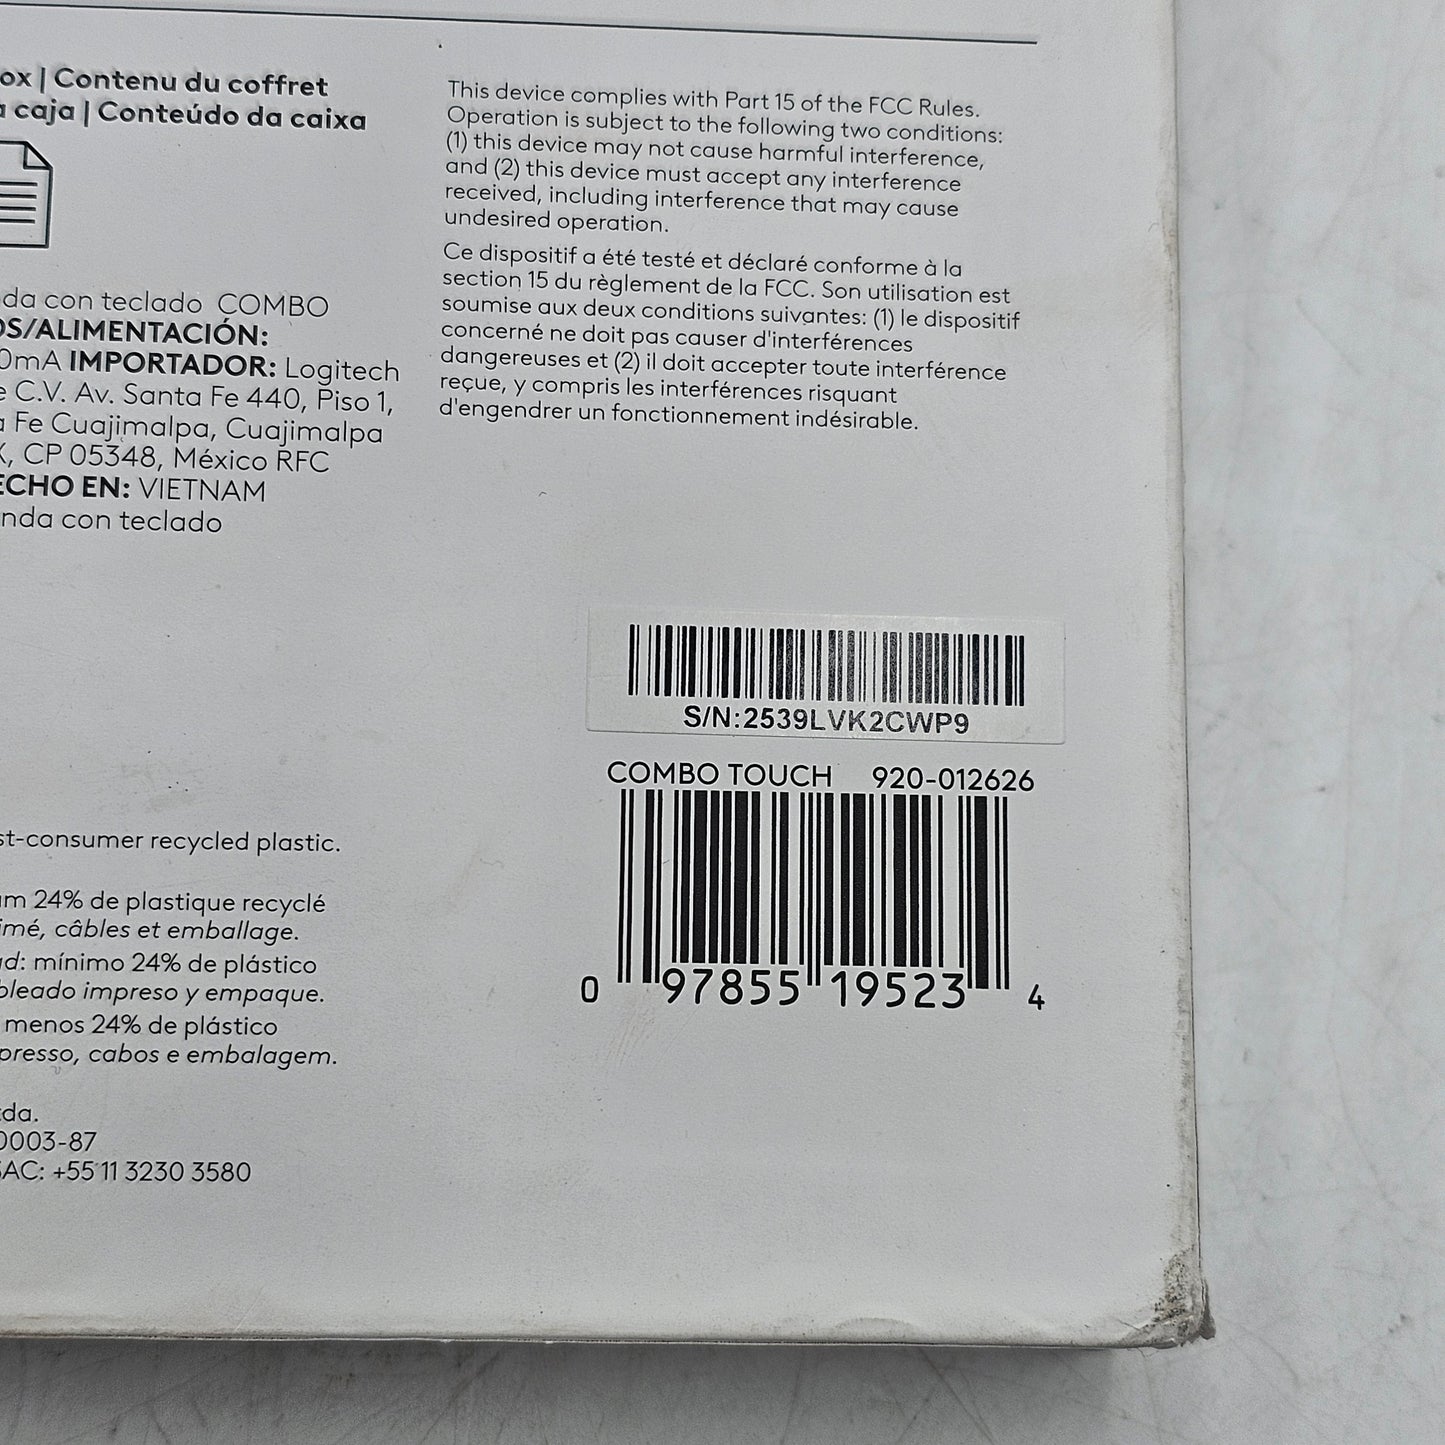 ox | Contenu du coffret
a caja | Conteúdo da caixa
da con teclado COMBO
OS/ALIMENTACIÓN:
0mA IMPORTADOR: Logitech
e C.V. Av. Santa Fe 440, Piso 1,
a Fe Cuajimalpa, Cuajimalpa
X, CP 05348, México RFC
ECHO EN: VIETNAM
nda con teclado
st-consumer recycled plastic.
um 24% de plastique recyclé
imé, câbles et emballage.
ad: mínimo 24% de plástico
bleado impreso y empaque.
menos 24% de plástico
presso, cabos e embalagem.
tda.
0003-87
SAC: +55 11 3230 3580
This device complies with Part 15 of the FCC Rules.
Operation is subject to the following two conditions:
(1) this device may not cause harmful interference,
and (2) this device must accept any interference
received, including interference that may cause
undesired operation.
Ce dispositif a été testé et déclaré conforme à la
section 15 du règlement de la FCC. Son utilisation est
soumise aux deux conditions suivantes: (1) le dispositif
concerné ne doit pas causer d'interférences
dangereuses et (2) il doit accepter toute interférence
reçue, y compris les interférences risquant
d'engendrer un fonctionnement indésirable.
S/N:2539LVK2CWP9
COMBO TOUCH 920-012626
0 97855 19523 4